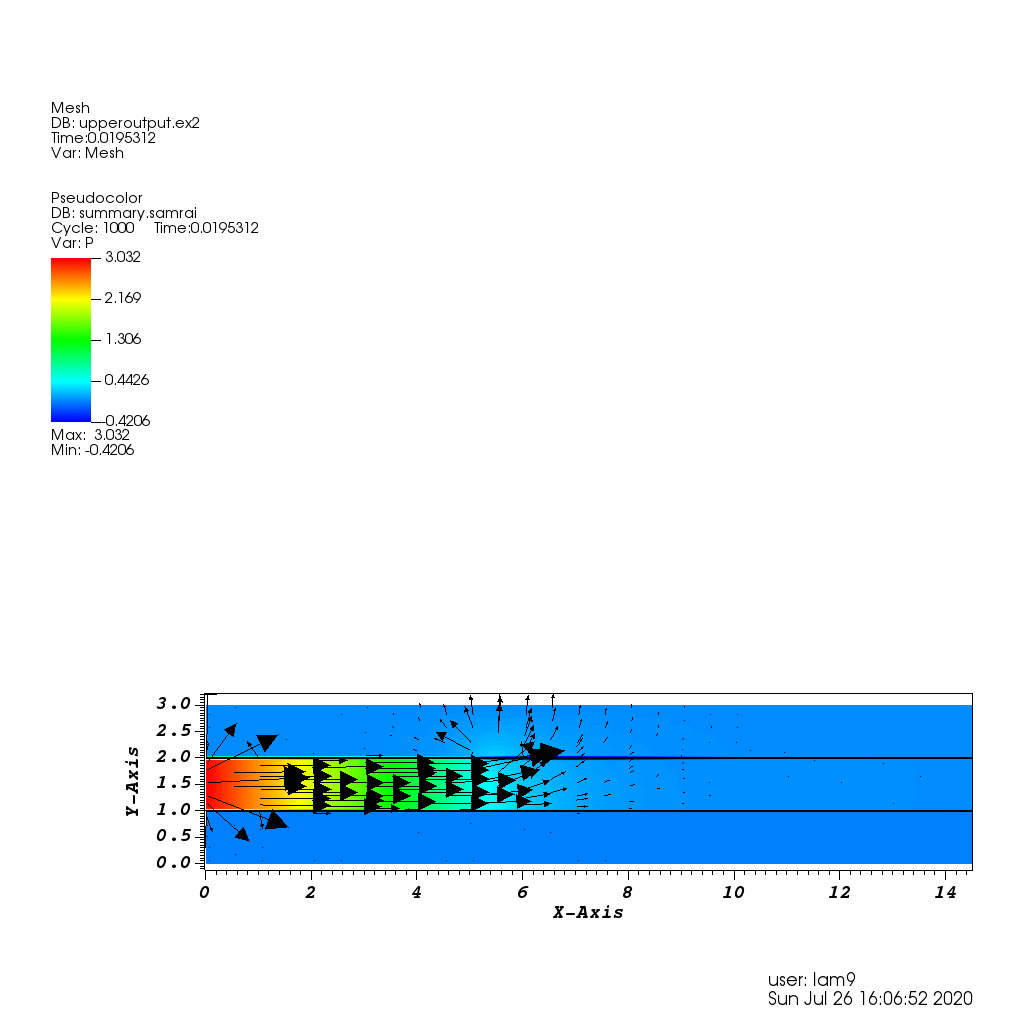 Mesh
DB: upperoutput.ex2
Time:0.0195312
Var: Mesh
Pseudocolor
DB: summary.samrai
Cycle: 1000 Time:0.0195312
Var: P
3.032
2.169
1.306
0.4426
-0.4206
Max: 3.032
Min: -0.4206
3.0
2.5
2.0
1.5
1.0
0.5
0.0
Y-Axis
0 2 4 6 8 10 12 14
X-Axis
user: lam9
Sun Jul 26 16:06:52 2020